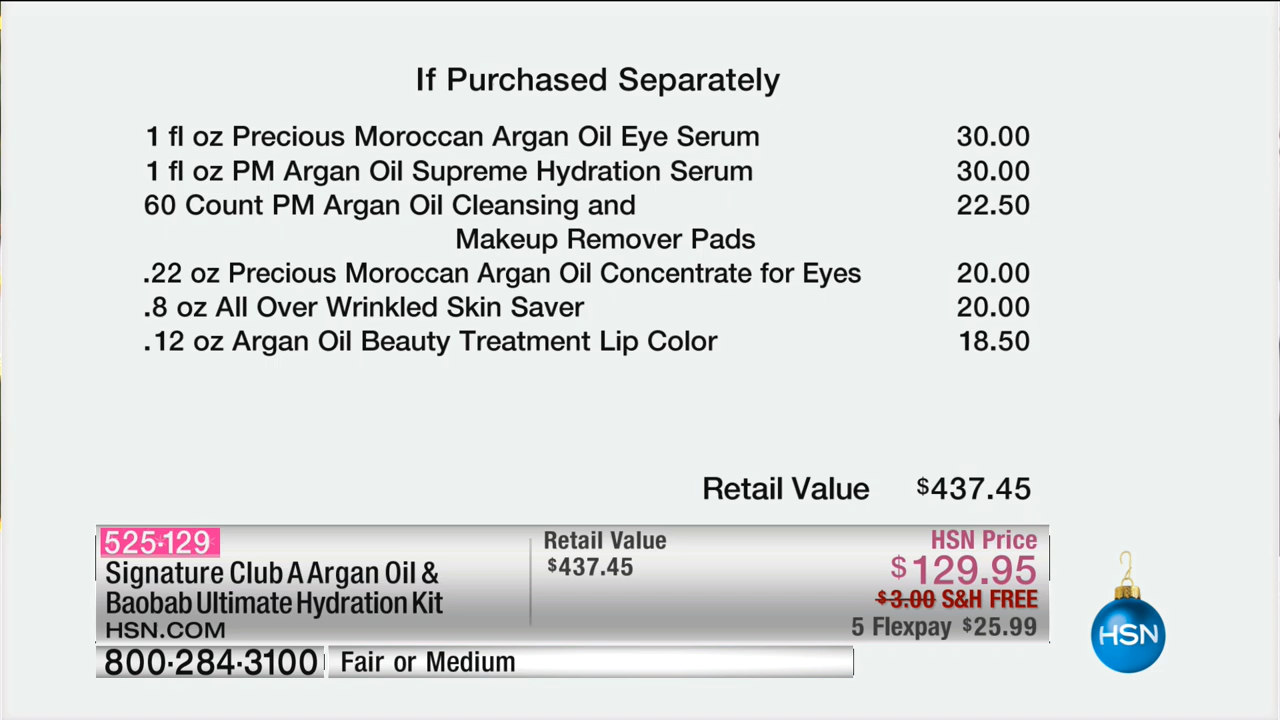 If Purchased Separately
1 fl oz Precious Moroccan Argan Oil Eye Serum 30.00
1 fl oz PM Argan Oil Supreme Hydration Serum 30.00
60 Count PM Argan Oil Cleansing and 22.50
Makeup Remover Pads
.22 oz Precious Moroccan Argan Oil Concentrate for Eyes 20.00
.8 oz All Over Wrinkled Skin Saver 20.00
.12 oz Argan Oil Beauty Treatment Lip Color 18.50
Retail Value $437.45
525·129
Signature Club A Argan Oil &
Baobab Ultimate Hydration Kit
HSN.COM
Retail Value
$437.45
HSN Price
$129.95
$3.00 S&H FREE
5 Flexpay $25.99
HSN
800·284·3100
Fair or Medium